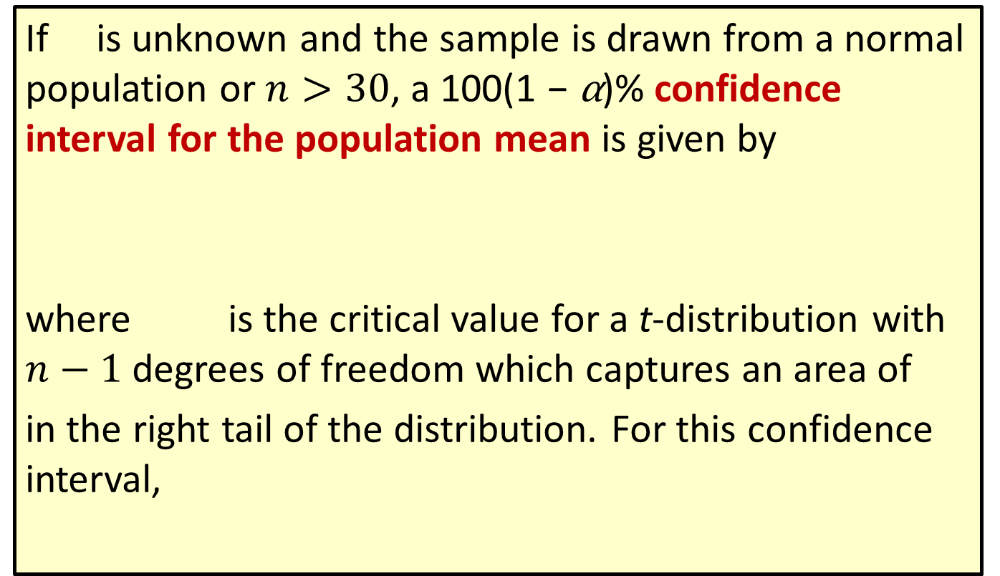 If is unknown and the sample is drawn from a normal
population or n > 30, a 100(1 − α)% confidence
interval for the population mean is given by
where is the critical value for a t-distribution with
n − 1 degrees of freedom which captures an area of
in the right tail of the distribution. For this confidence
interval,